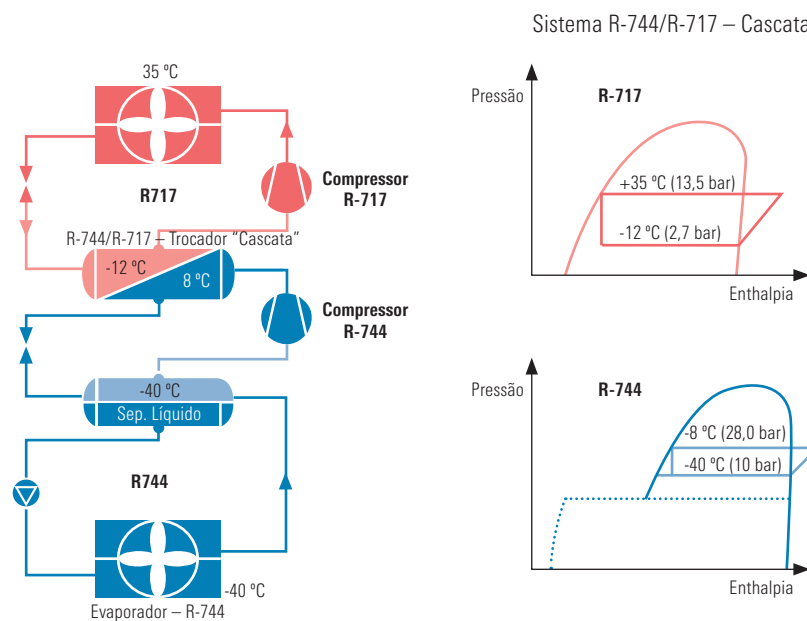 Sistema R-744/R-717 – Cascata
35 ºC
R717
Compressor
R-717
R-744/R-717 – Trocador “Cascata”
-12 ºC
8 ºC
Compressor
R-744
-40 ºC
Sep. Líquido
R744
-40 ºC
Evaporador – R-744
Pressão
R-717
+35 ºC (13,5 bar)
-12 ºC (2,7 bar)
Enthalpia
Pressão
R-744
-8 ºC (28,0 bar)
-40 ºC (10 bar)
Enthalpia